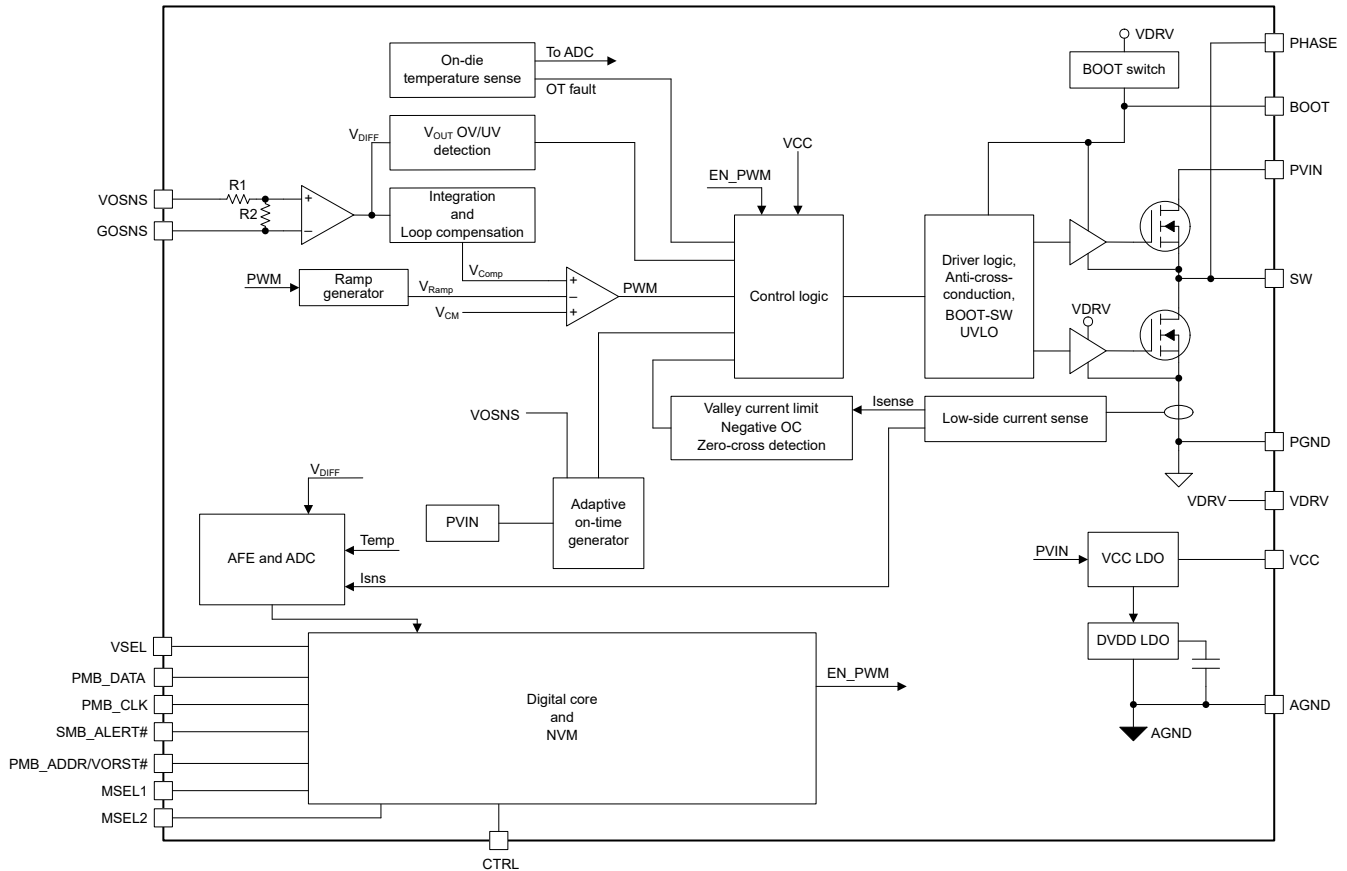 VDRV
PHASE
BOOT switch
BOOT
On-die
temperature sense
To ADC
OT fault
VDIFF
VOUT OV/UV
detection
VCC
EN_PWM
PVIN
VOSNS
R1
R2
GOSNS
+
−
Integration
and
Loop compensation
PWM
Ramp
generator
VComp
VRamp
VCM
+
−
+
PWM
Control logic
Driver logic,
Anti-cross-
conduction,
BOOT-SW
UVLO
VDRV
SW
VOSNS
Valley current limit
Negative OC
Zero-cross detection
Isense
Low-side current sense
PGND
VDIFF
PVIN
Adaptive
on-time
generator
VDRV
VDRV
AFE and ADC
Temp
Isns
PVIN
VCC LDO
VCC
DVDD LDO
AGND
AGND
VSEL
PMB_DATA
PMB_CLK
SMB_ALERT#
PMB_ADDR/VORST#
MSEL1
MSEL2
Digital core
and
NVM
EN_PWM
CTRL